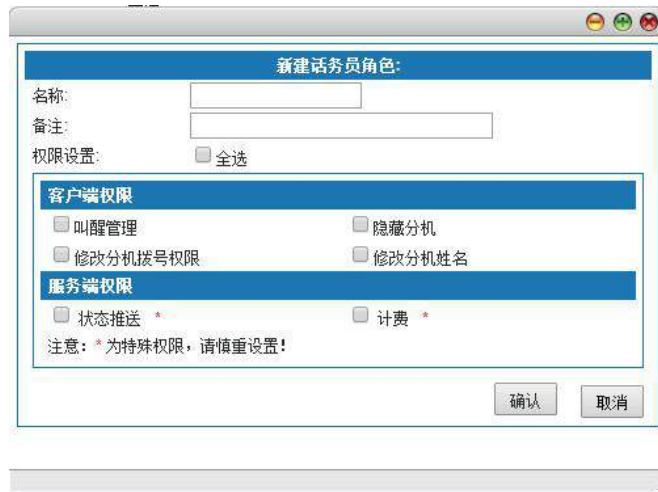 新建话务员角色:
名称:
备注:
权限设置: 全选
客户端权限
叫醒管理 隐藏分机
修改分机拨号权限 修改分机姓名
服务端权限
状态推送 * 计费 *
注意：*为特殊权限，请慎重设置!
确认 取消